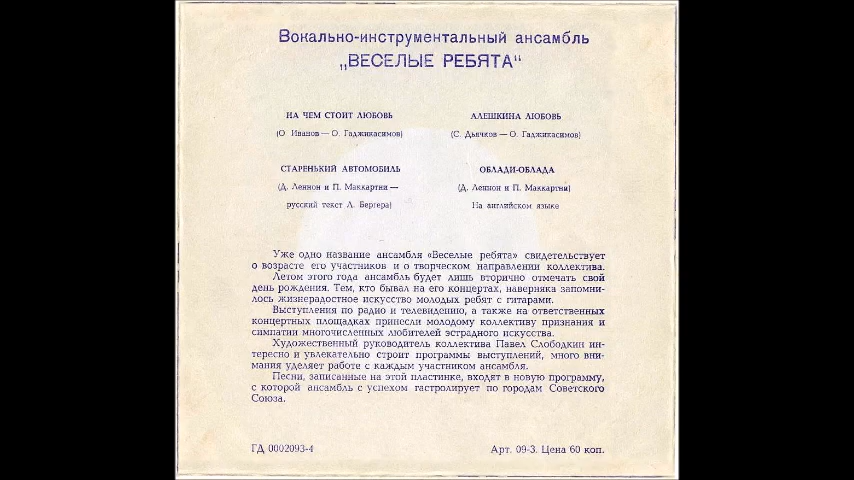 Вокально-инструментальный ансамбль
„ВЕСЕЛЫЕ РЕБЯТА“
НА ЧЕМ СТОИТ ЛЮБОВЬ
(О. Иванов — О. Гаджикасимов)
СТАРЕНЬКИЙ АВТОМОБИЛЬ
(Д. Леннон и П. Маккартни —
русский текст Л. Бергера)
АЛЕШКИНА ЛЮБОВЬ
(С. Дьячков — О. Гаджикасимов)
ОБЛАДИ-ОБЛАДА
(Д. Леннон и П. Маккартни)
На английском языке
Уже одно название ансамбля «Веселые ребята» свидетельствует
о возрасте его участников и о творческом направлении коллектива.
Летом этого года ансамбль будет лишь вторично отмечать свой
день рождения. Тем, кто бывал на его концертах, наверняка запомни-
лось жизнерадостное искусство молодых ребят с гитарами.
Выступления по радио и телевидению, а также на ответственных
концертных площадках принесли молодому коллективу признания и
симпатии многочисленных любителей эстрадного искусства.
Художественный руководитель коллектива Павел Слободкин ин-
тересно и увлекательно строит программы выступлений, много вни-
мания уделяет работе с каждым участником ансамбля.
Песни, записанные на этой пластинке, входят в новую программу,
с которой ансамбль с успехом гастролирует по городам Советского
Союза.
ГД 0002093-4
Арт. 09-3. Цена 60 коп.